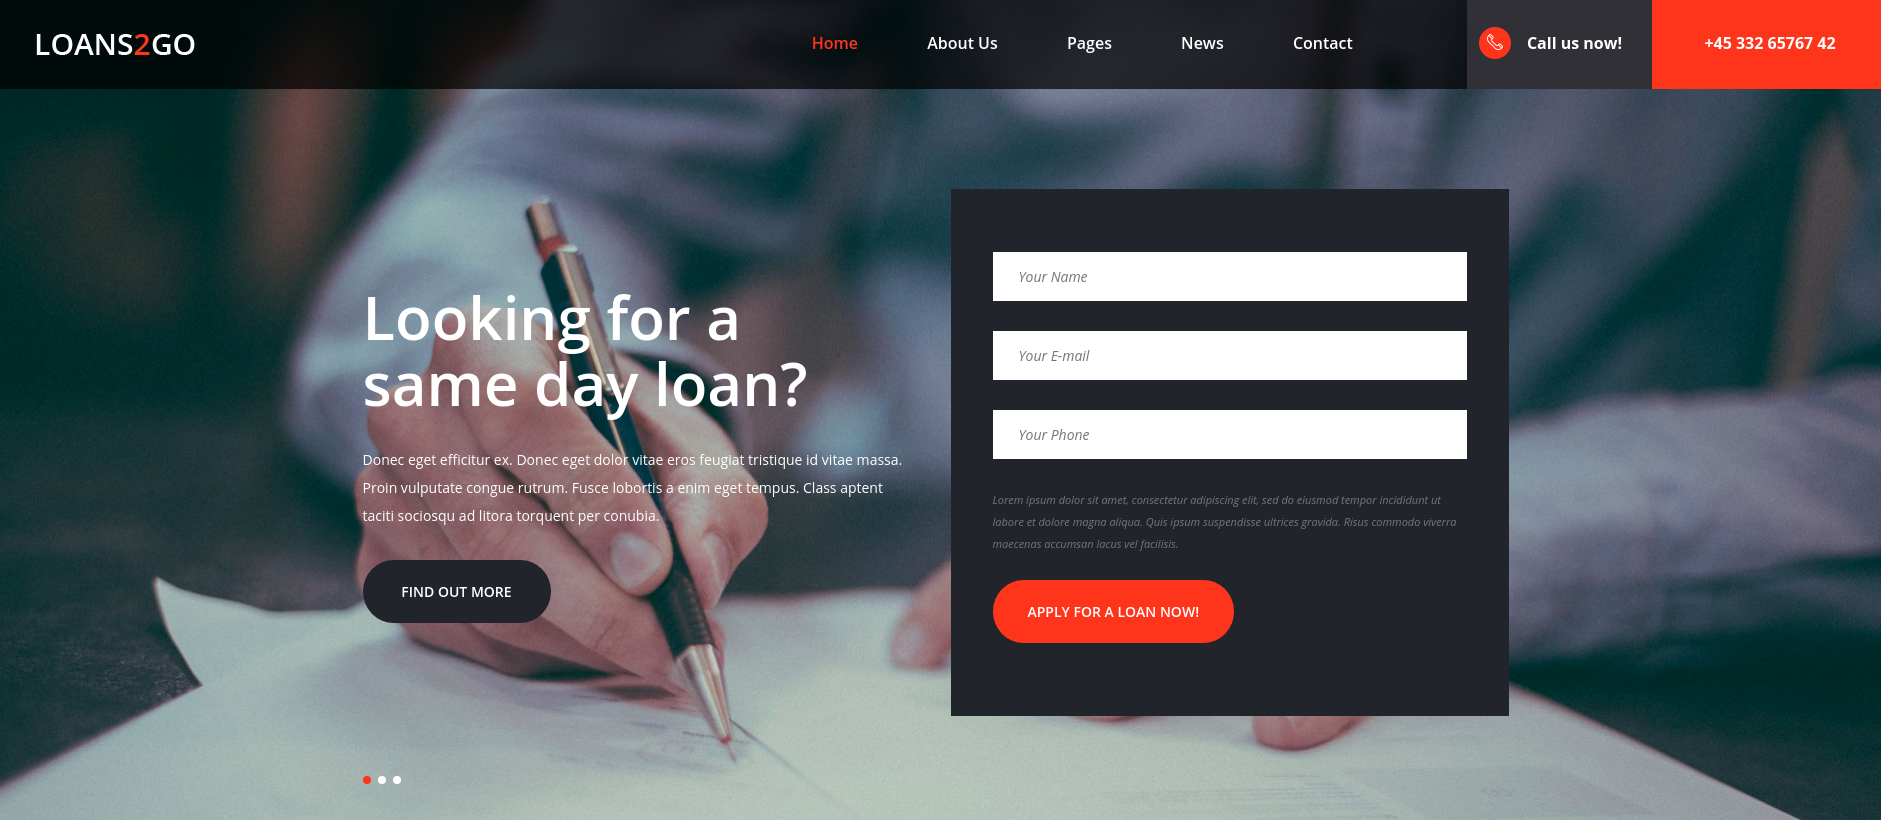 LOANS2GO
Home
About Us
Pages
News
Contact
Call us now!
+45 332 65767 42
Looking for a
same day loan?
Donec eget efficitur ex. Donec eget dolor vitae eros feugiat tristique id vitae massa.
Proin vulputate congue rutrum. Fusce lobortis a enim eget tempus. Class aptent
taciti sociosqu ad litora torquent per conubia.
FIND OUT MORE
Your Name
Your E-mail
Your Phone
Lorem ipsum dolor sit amet, consectetur adipiscing elit, sed do eiusmod tempor incididunt ut
labore et dolore magna aliqua. Quis ipsum suspendisse ultrices gravida. Risus commodo viverra
maecenas accumsan lacus vel facilisis.
APPLY FOR A LOAN NOW!